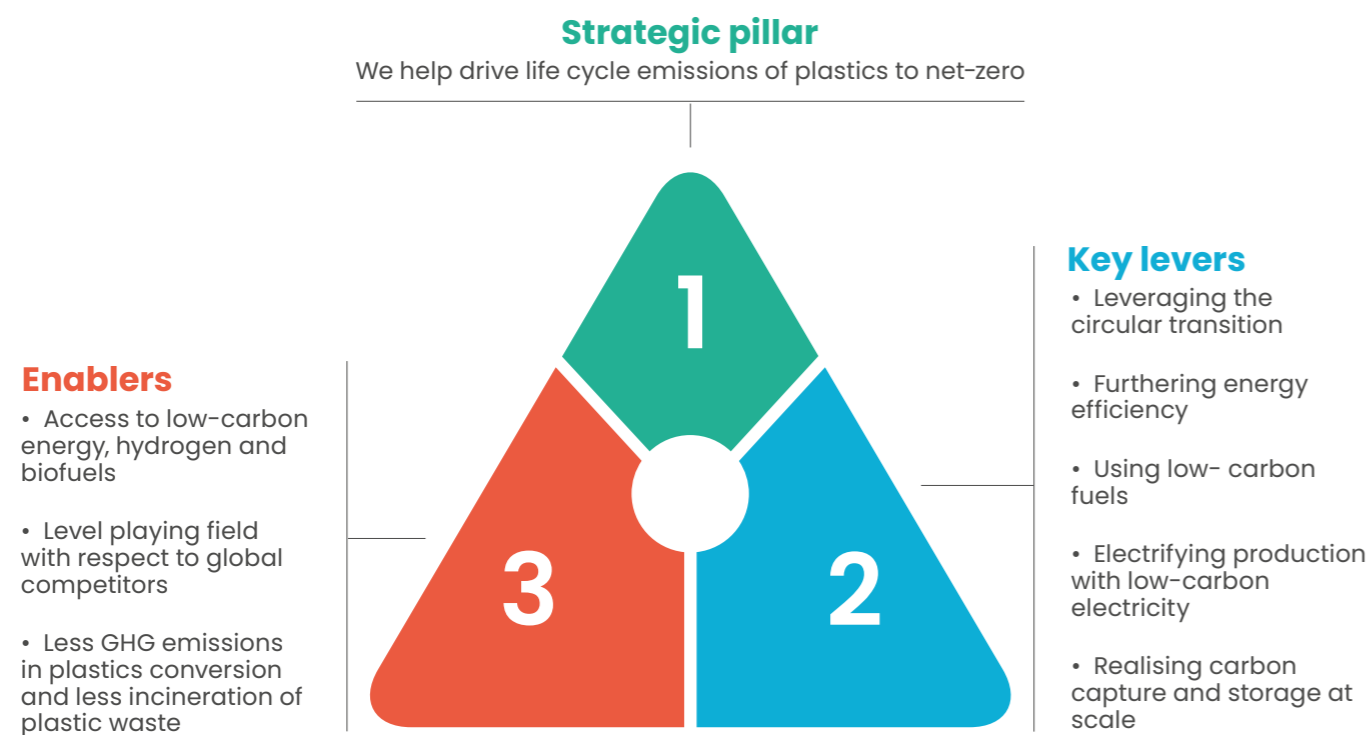 Strategic pillar
We help drive life cycle emissions of plastics to net-zero
1
Key levers
• Leveraging the
circular transition
• Furthering energy
efficiency
• Using low- carbon
fuels
• Electrifying production
with low-carbon
electricity
• Realising carbon
capture and storage at
scale
2
Enablers
• Access to low-carbon
energy, hydrogen and
biofuels
• Level playing field
with respect to global
competitors
• Less GHG emissions
in plastics conversion
and less incineration of
plastic waste
3